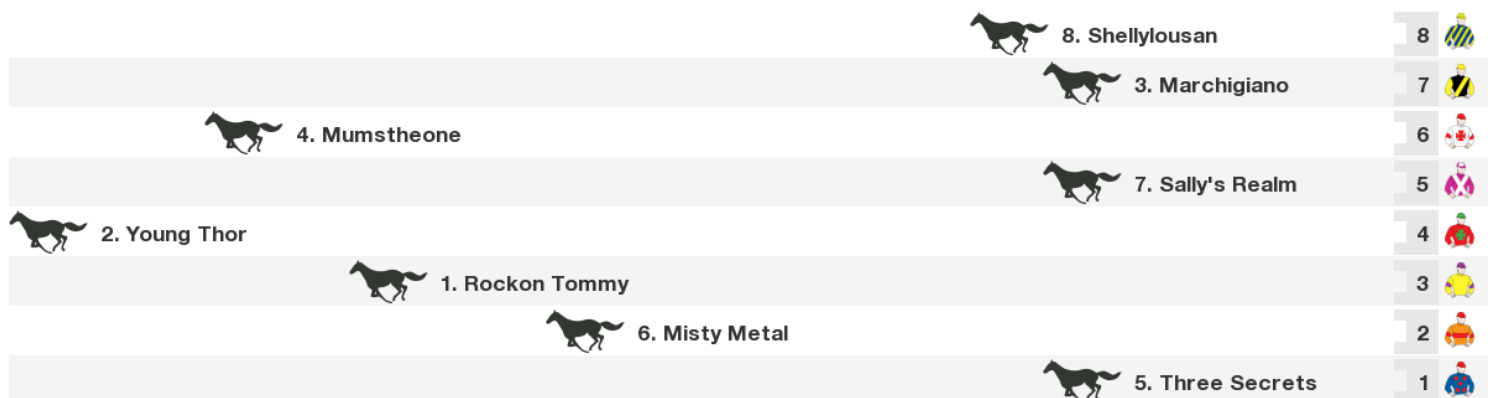 8. Shellylousan 8
3. Marchigiano 7
4. Mumstheone 6
7. Sally's Realm 5
2. Young Thor 4
1. Rockon Tommy 3
6. Misty Metal 2
5. Three Secrets 1